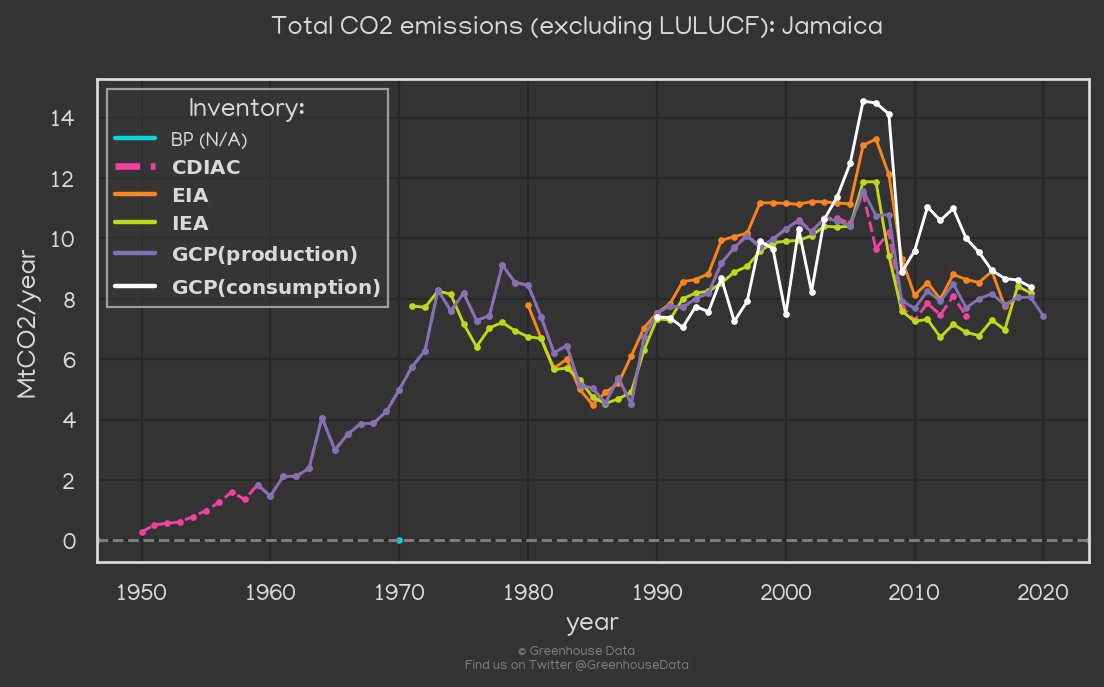 Total CO2 emissions (excluding LULUCF): Jamaica
Inventory:
BP (N/A)
CDIAC
EIA
IEA
GCP(production)
GCP(consumption)
MtCO2/year
14
12
10
8
6
4
2
0
1950 1960 1970 1980 1990 2000 2010 2020
year
© Greenhouse Data
Find us on Twitter @GreenhouseData